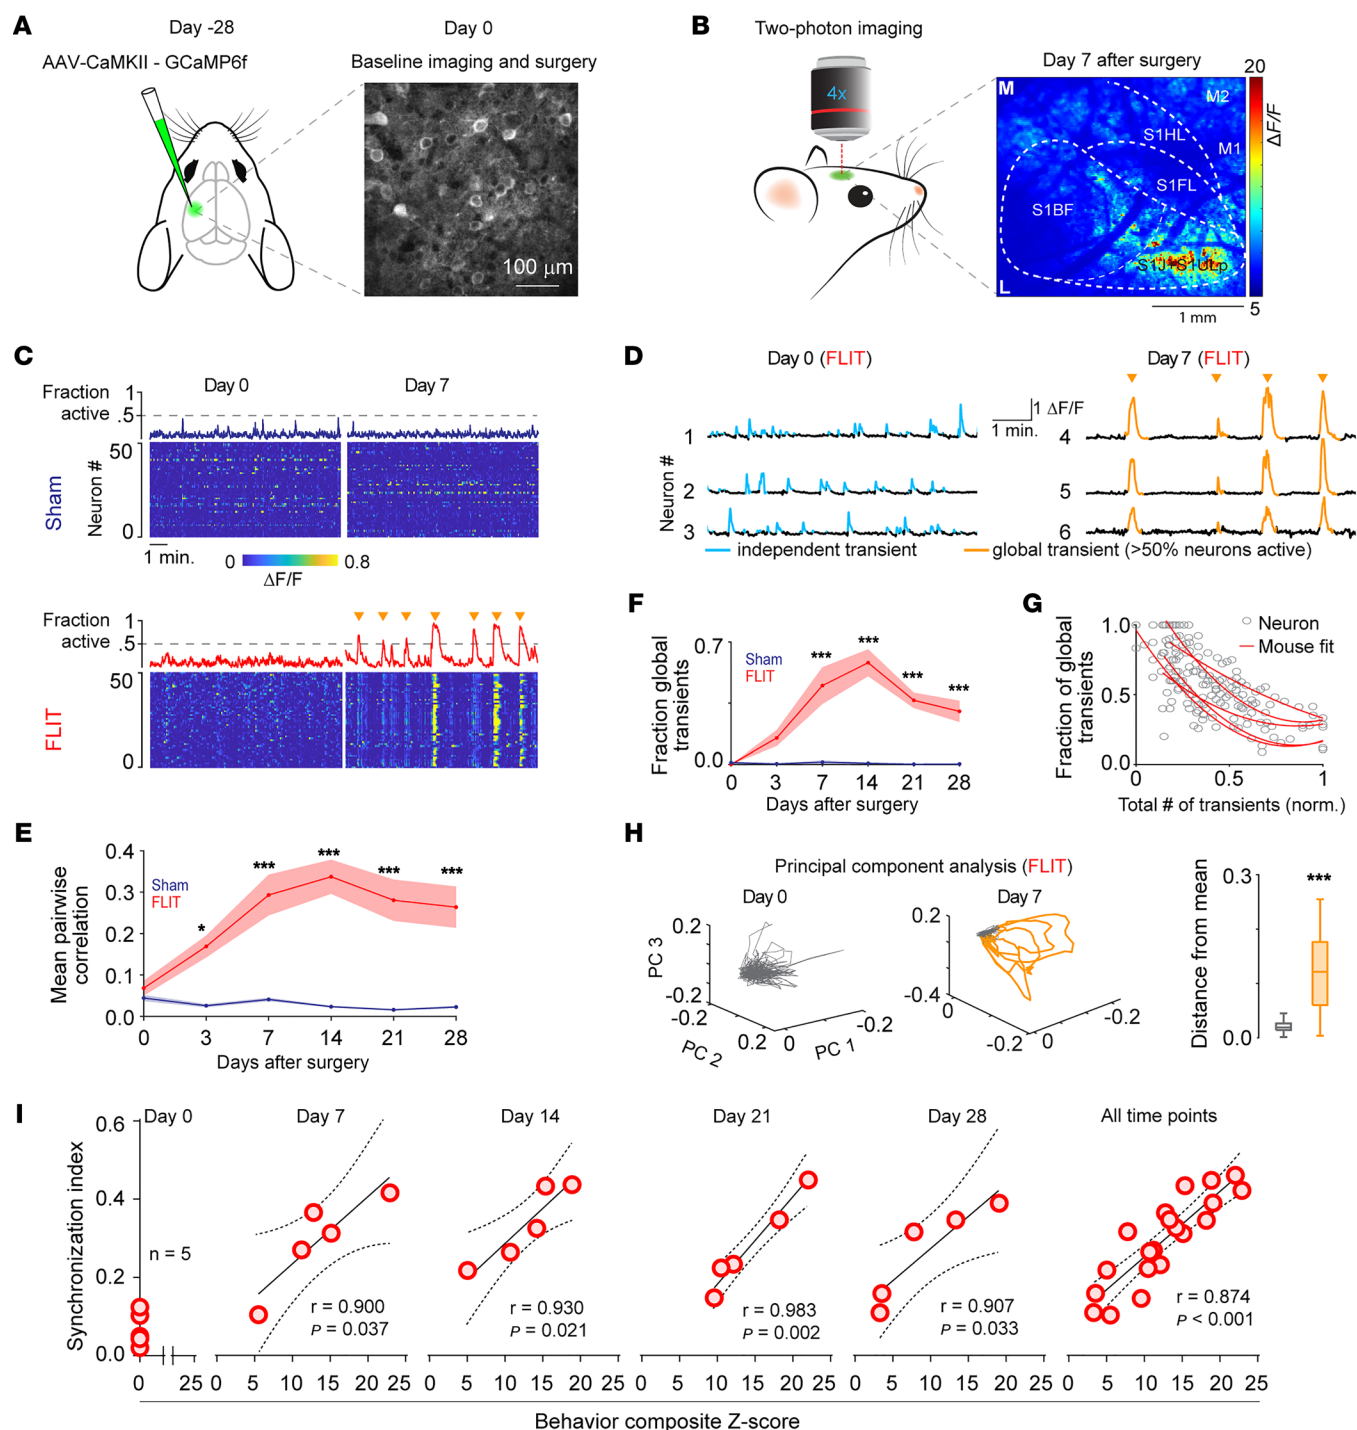 A
Day -28
AAV-CaMKII - GCaMP6f
Day 0
Baseline imaging and surgery
100 μm
B
Two-photon imaging
4x
Day 7 after surgery
M
M2
S1HL
M1
S1FL
S1BF
S1J+S1ULp
L
20
ΔF/F
5
1 mm
C
Day 0
Day 7
Fraction active
1
.5
Sham
Neuron #
50
0
1 min.
0
0.8
ΔF/F
Fraction active
1
.5
FLIT
50
0
D
Day 0 (FLIT)
Day 7 (FLIT)
1 ΔF/F
1 min.
Neuron #
1
2
3
4
5
6
independent transient
global transient (>50% neurons active)
E
Mean pairwise correlation
0.4
0.3
0.2
0.1
0.0
Sham
FLIT
*
***
***
***
***
0 3 7 14 21 28
Days after surgery
F
Fraction global transients
0.7
0.0
Sham
FLIT
***
***
***
***
0 3 7 14 21 28
Days after surgery
G
Fraction of global transients
1.0
0.5
0.0
Neuron
Mouse fit
0 0.5 1
Total # of transients (norm.)
H
Principal component analysis (FLIT)
Day 0
Day 7
PC 3
0.2
-0.2
-0.2
0.2
PC 2
0
-0.2
PC 1
0.2
-0.4
0
-0.2
0
-0.2
Distance from mean
0.3
0.0
***
I
Synchronization index
0.6
0.4
0.2
0.0
Day 0
n = 5
0 25
Day 7
r = 0.900
P = 0.037
0 5 10 15 20 25
Day 14
r = 0.930
P = 0.021
0 5 10 15 20 25
Day 21
r = 0.983
P = 0.002
0 5 10 15 20 25
Day 28
r = 0.907
P = 0.033
0 5 10 15 20 25
All time points
r = 0.874
P < 0.001
0 5 10 15 20 25
Behavior composite Z-score